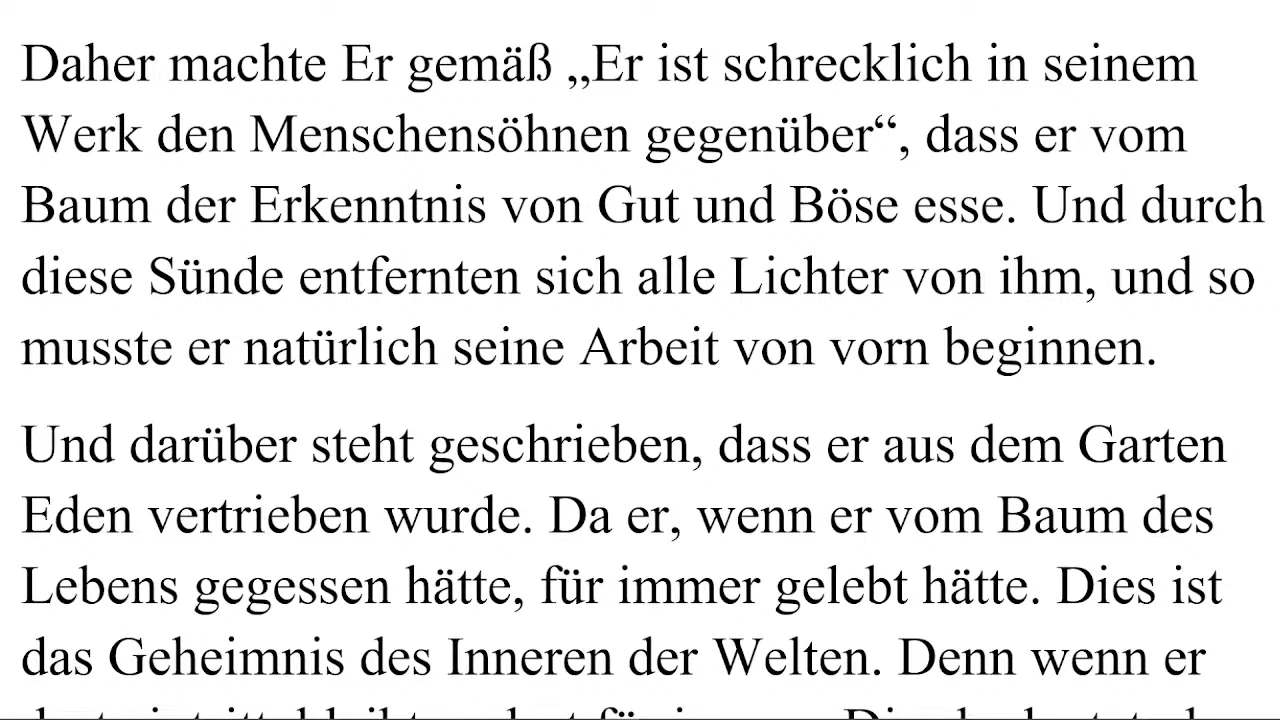 Daher machte Er gemäß „Er ist schrecklich in seinem
Werk den Menschensöhnen gegenüber“, dass er vom
Baum der Erkenntnis von Gut und Böse esse. Und durch
diese Sünde entfernten sich alle Lichter von ihm, und so
musste er natürlich seine Arbeit von vorn beginnen.
Und darüber steht geschrieben, dass er aus dem Garten
Eden vertrieben wurde. Da er, wenn er vom Baum des
Lebens gegessen hätte, für immer gelebt hätte. Dies ist
das Geheimnis des Inneren der Welten. Denn wenn er